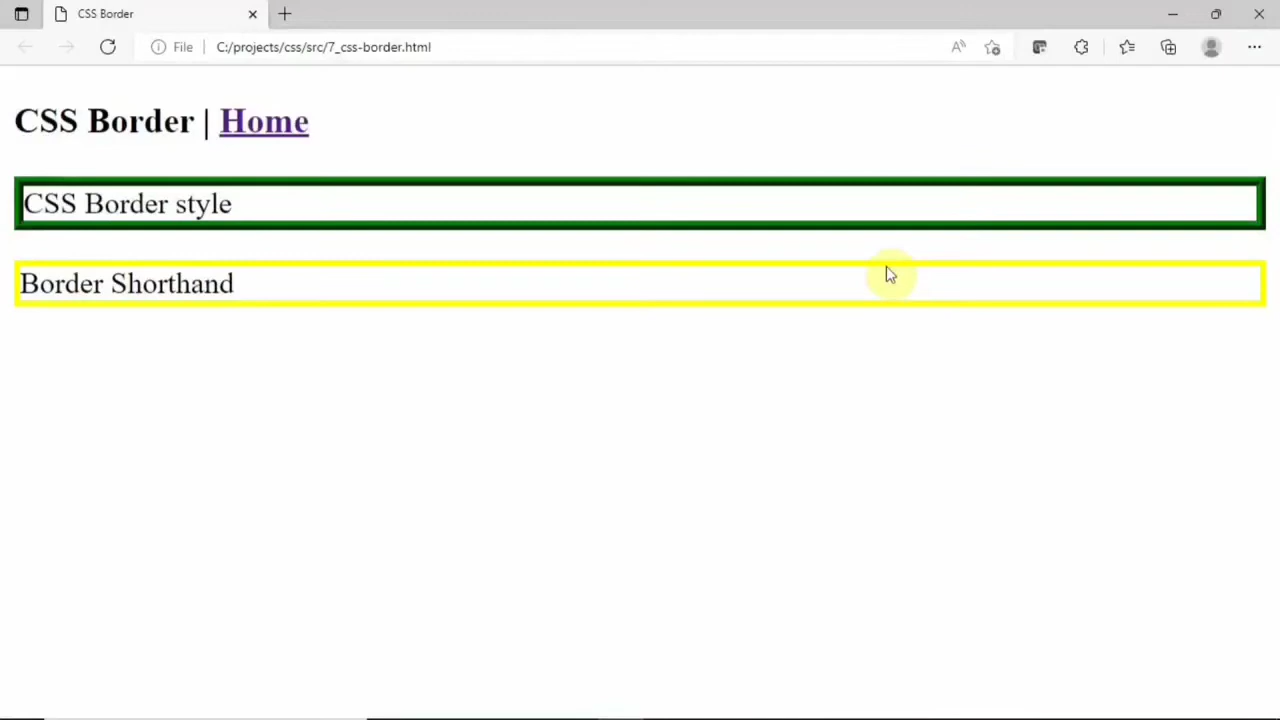 CSS Border
File C:/projects/css/src/7_css-border.html
CSS Border | Home
CSS Border style
Border Shorthand